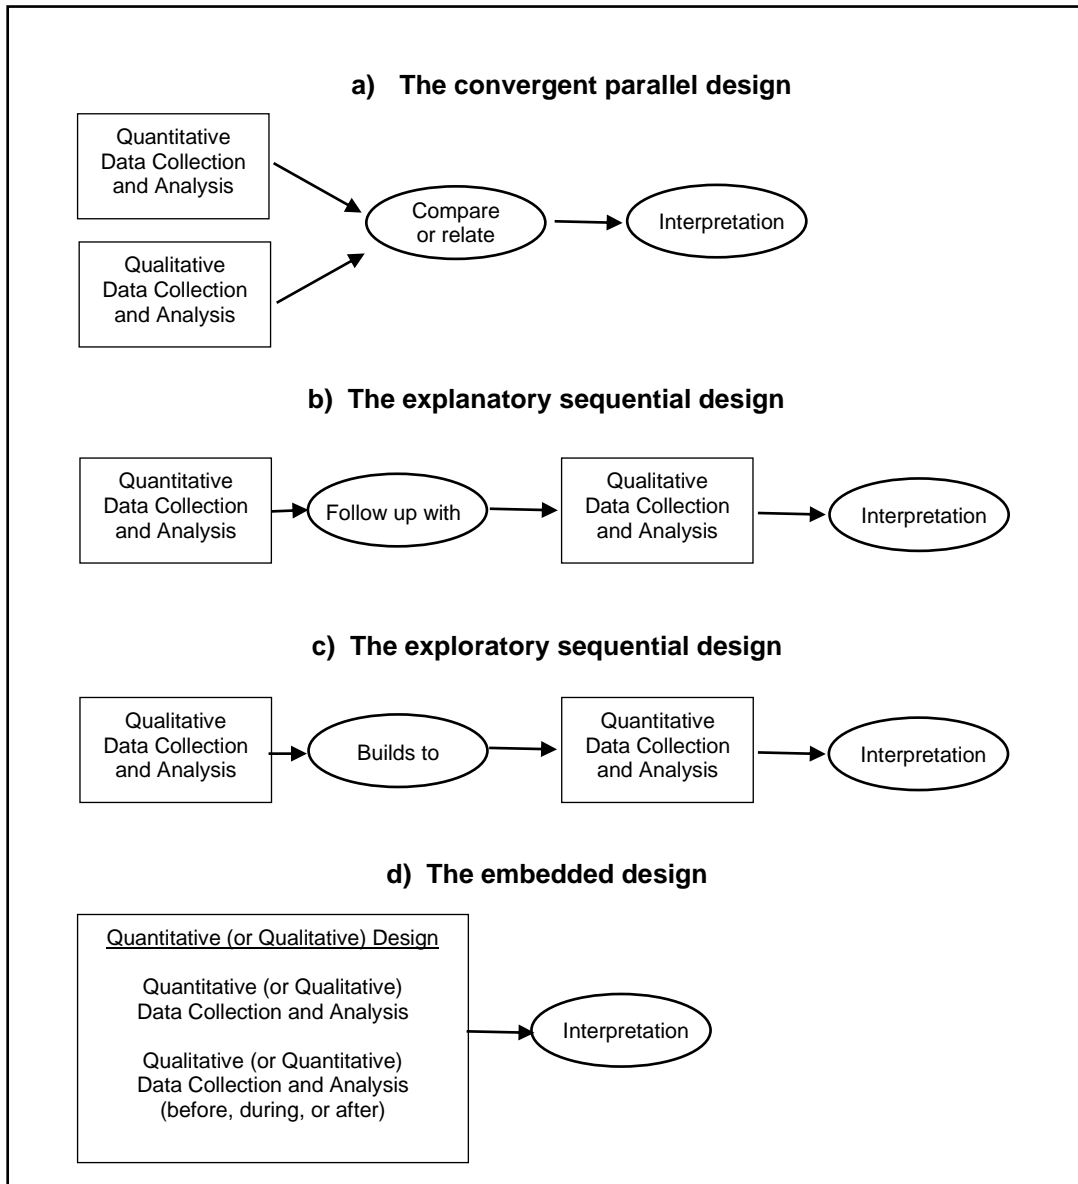 a) The convergent parallel design
Quantitative
Data Collection
and Analysis
Qualitative
Data Collection
and Analysis
Compare
or relate
Interpretation
b) The explanatory sequential design
Quantitative
Data Collection
and Analysis
Follow up with
Qualitative
Data Collection
and Analysis
Interpretation
c) The exploratory sequential design
Qualitative
Data Collection
and Analysis
Builds to
Quantitative
Data Collection
and Analysis
Interpretation
d) The embedded design
Quantitative (or Qualitative) Design
Quantitative (or Qualitative)
Data Collection and Analysis
Qualitative (or Quantitative)
Data Collection and Analysis
(before, during, or after)
Interpretation